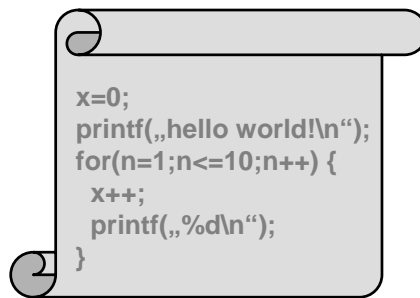 x=0;
printf(„hello world!\n“);
for(n=1;n<=10;n++) {
x++;
printf(„%d\n“);
}